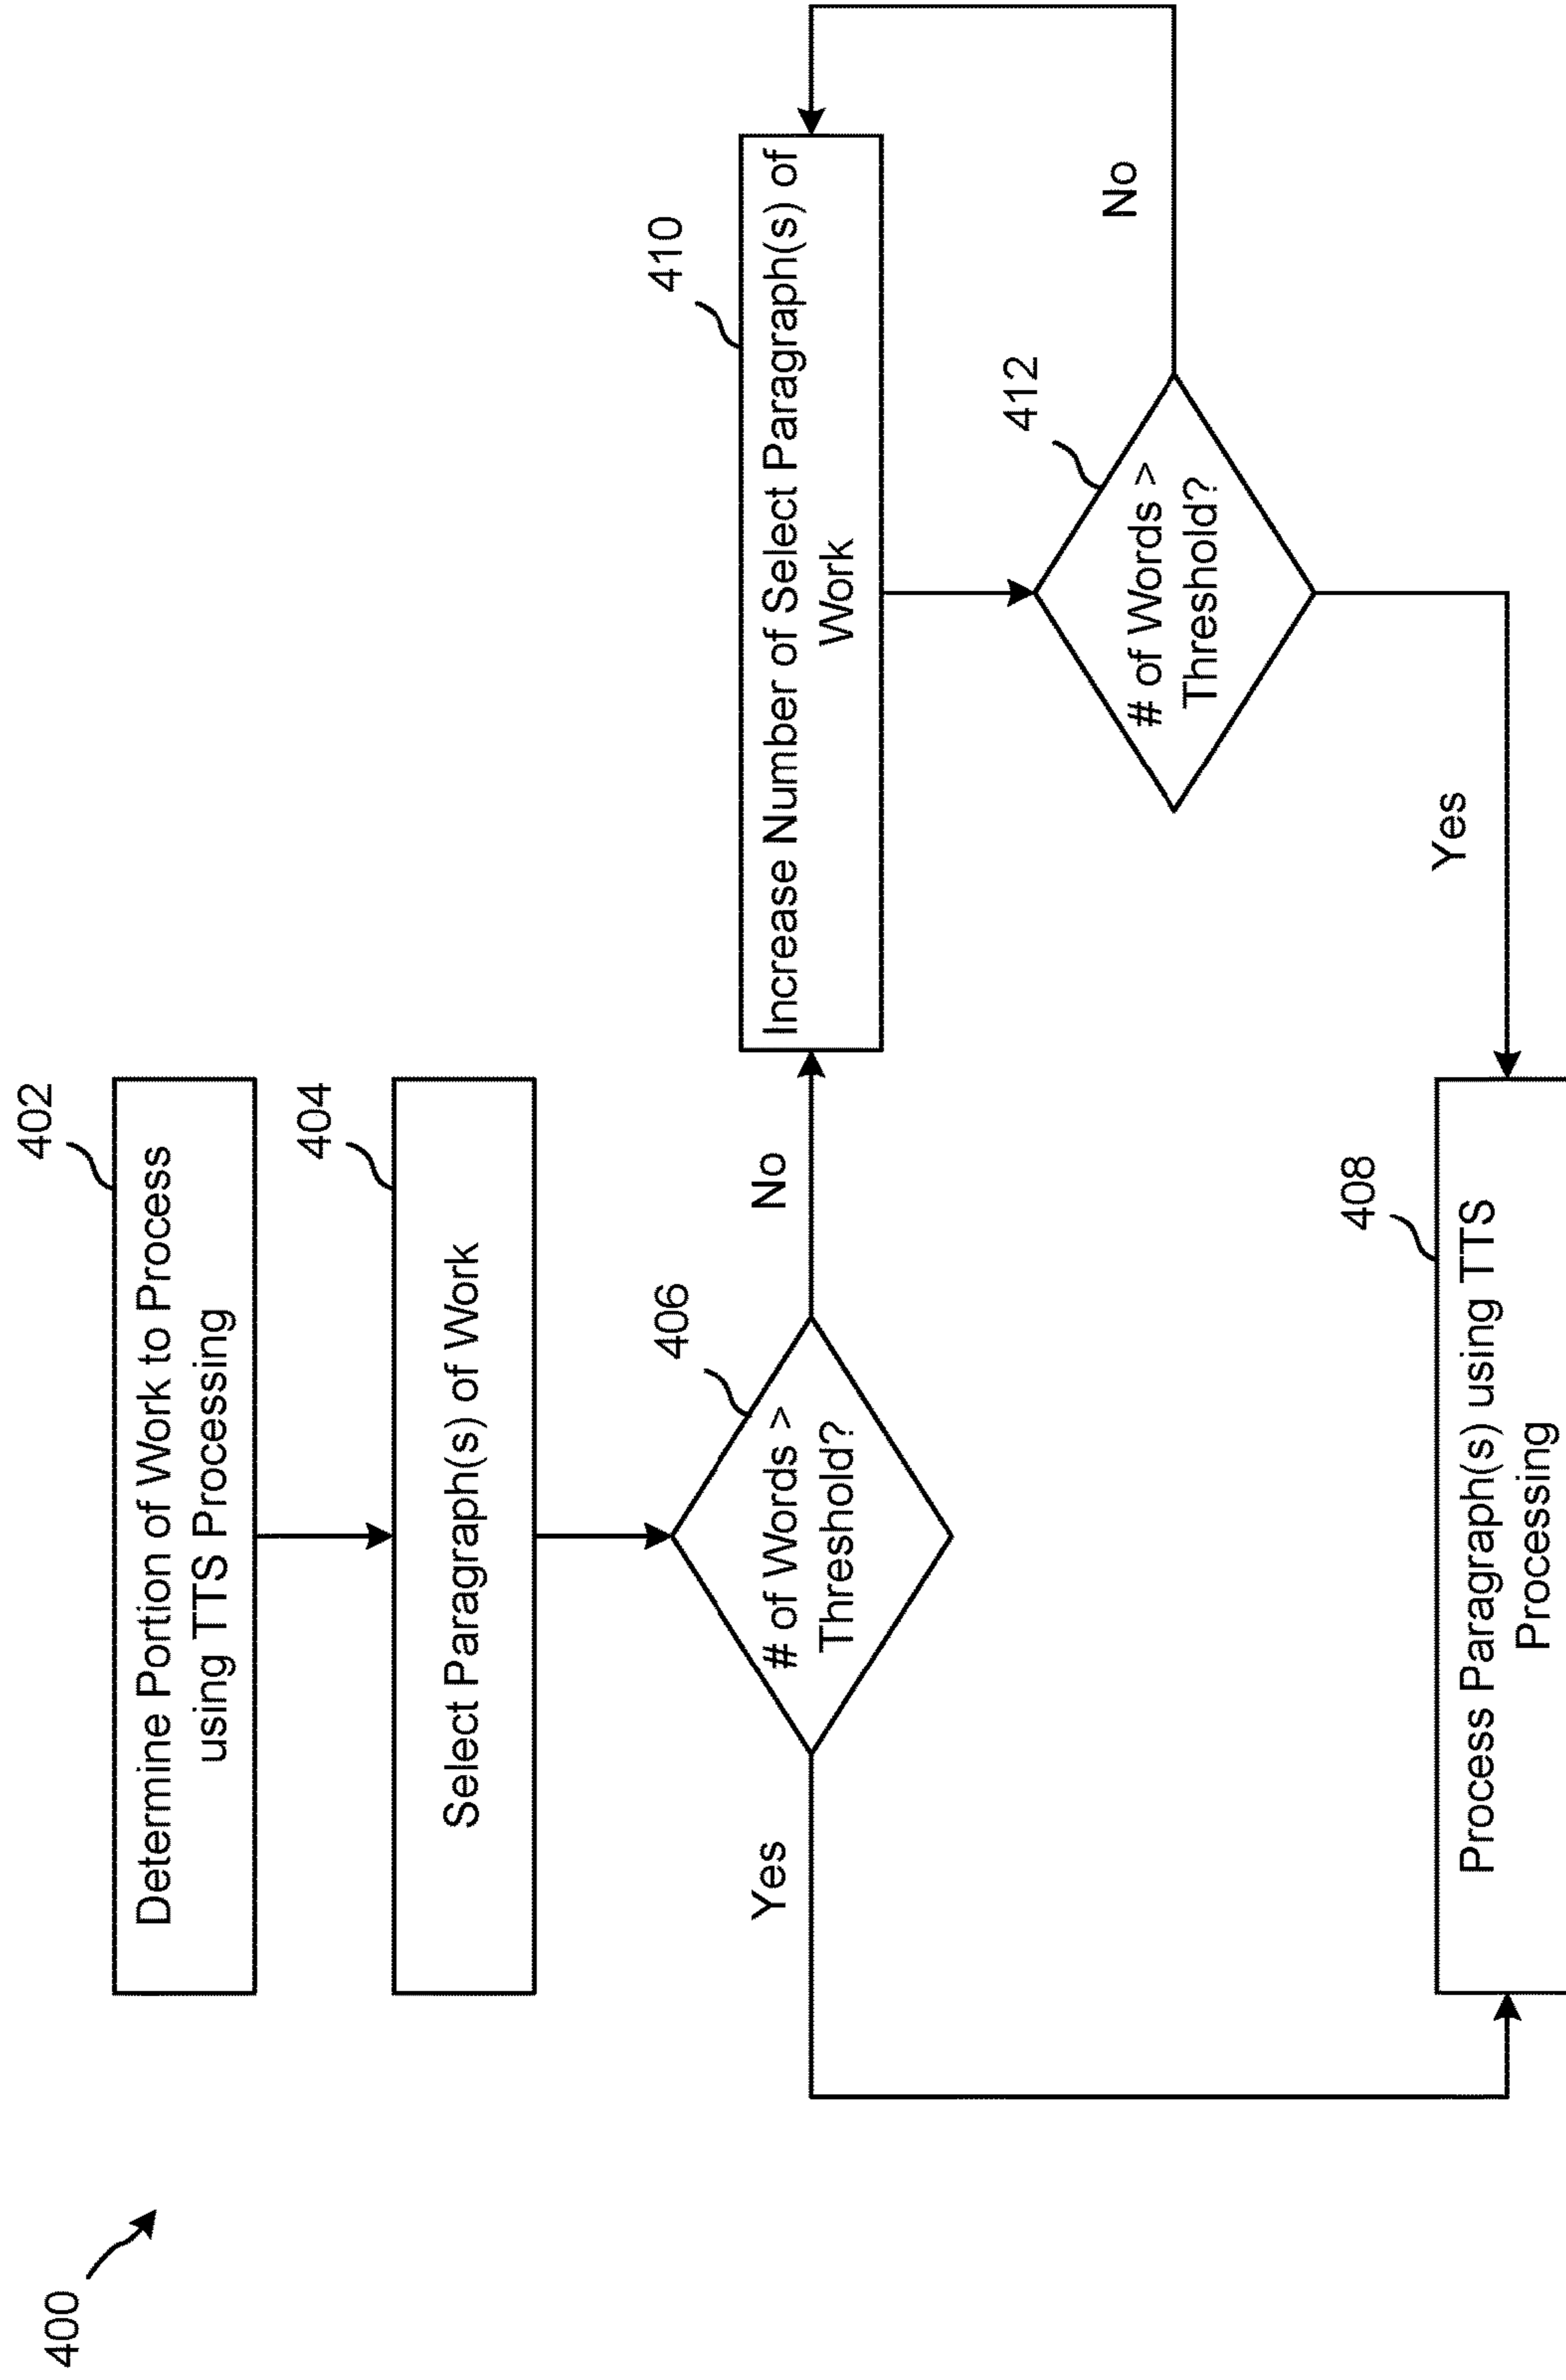 400
402
Determine Portion of Work to Process
using TTS Processing
404
Select Paragraph(s) of Work
406
# of Words >
Threshold?
Yes
No
410
Increase Number of Select Paragraph(s) of
Work
412
# of Words >
Threshold?
No
Yes
408
Process Paragraph(s) using TTS
Processing